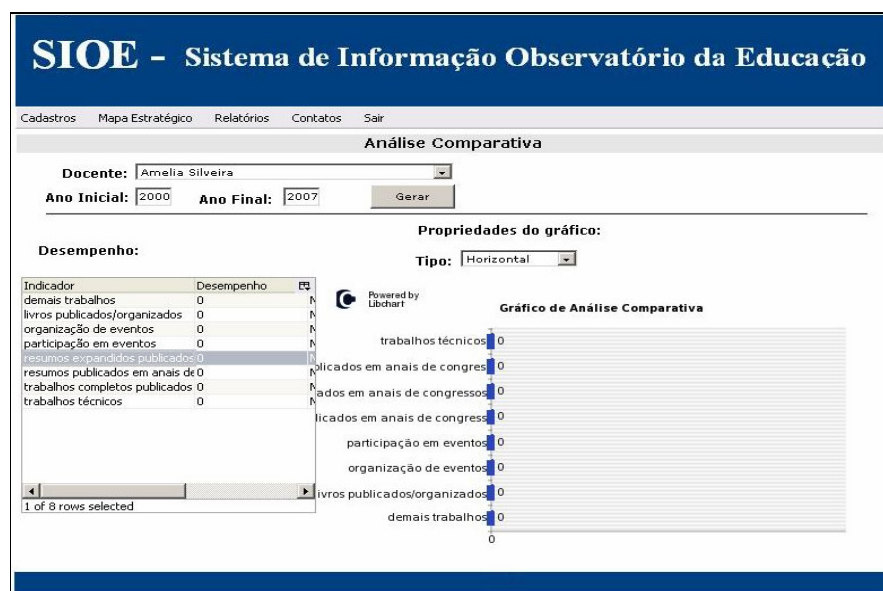 SIOE - Sistema de Informação Observatório da Educação
Cadastros Mapa Estratégico Relatórios Contatos Sair
Análise Comparativa
Docente: Amelia Silveira
Ano Inicial: 2000 Ano Final: 2007 Gerar
Propriedades do gráfico:
Desempenho:
Tipo: Horizontal
Indicador Desempenho
demais trabalhos 0 N
livros publicados/organizados 0 N
organização de eventos 0 N
participação em eventos 0 N
resumos expandidos publicados 0 N
resumos publicados em anais de 0 N
trabalhos completos publicados 0 N
trabalhos técnicos 0 N
1 of 8 rows selected
Powered by
Libchart
Gráfico de Análise Comparativa
trabalhos técnicos 0
blicados em anais de congres 0
ados em anais de congressos 0
licados em anais de congress 0
participação em eventos 0
organização de eventos 0
livros publicados/organizados 0
demais trabalhos 0
0